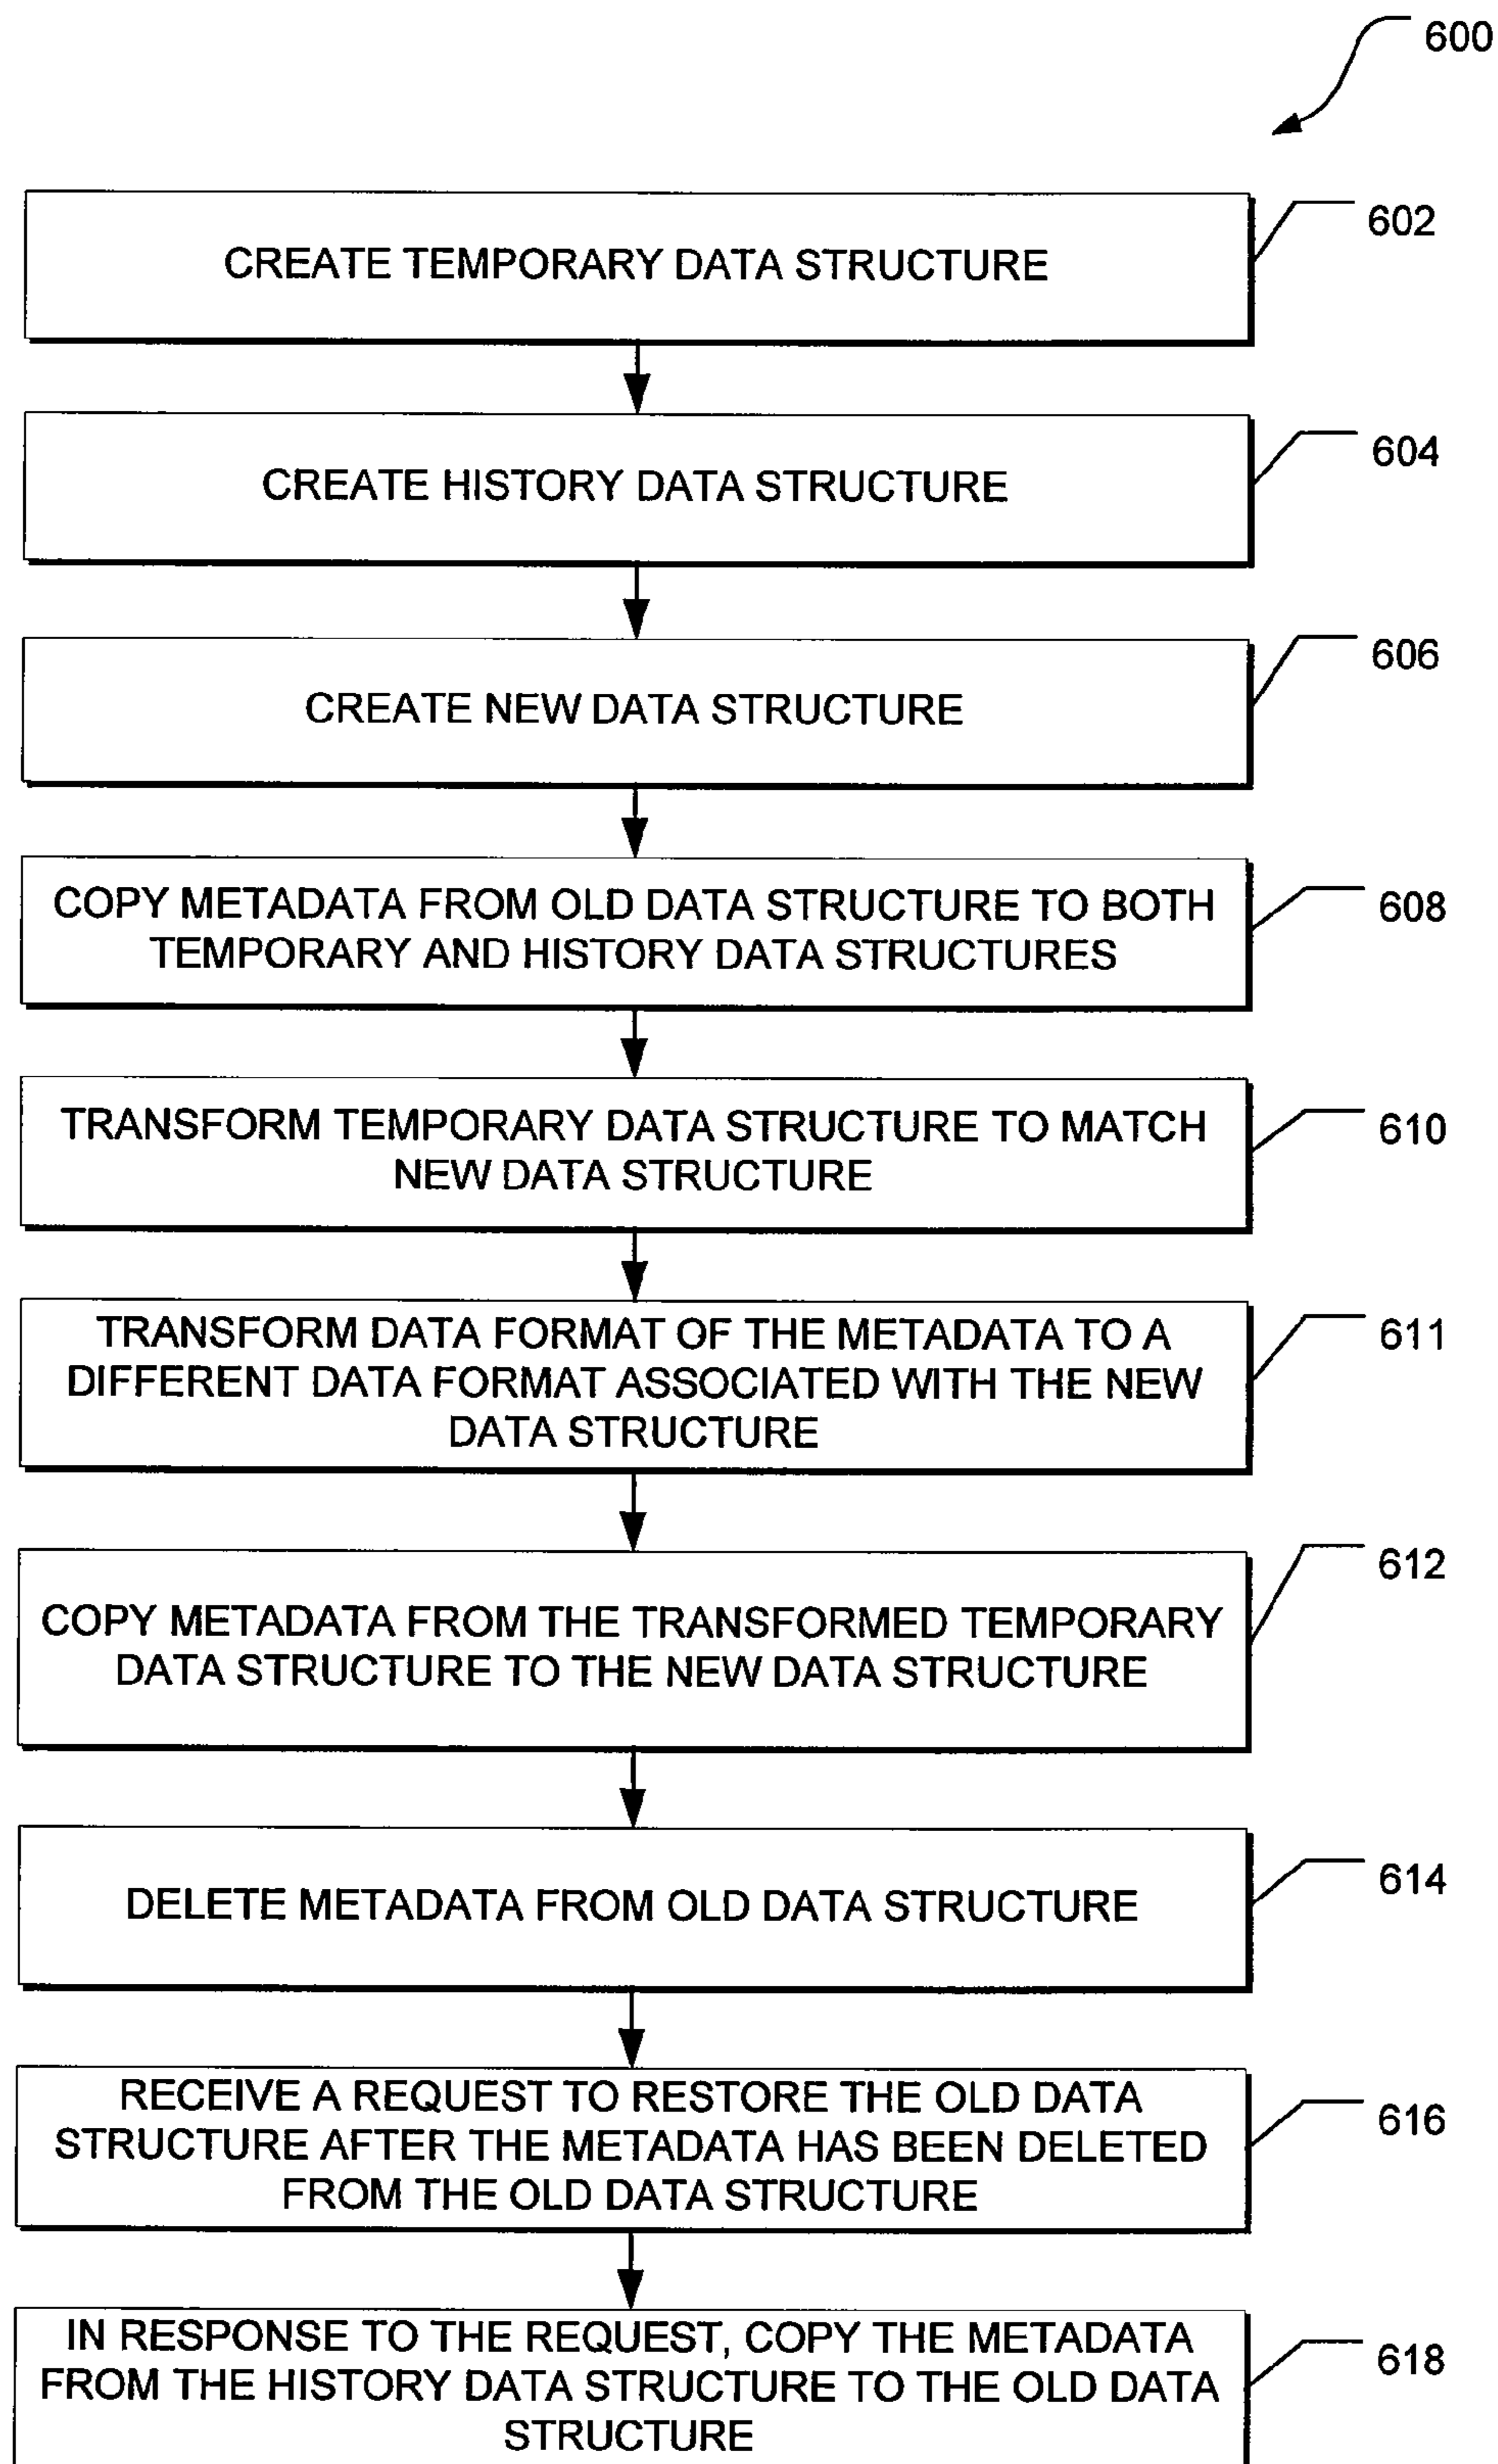 600
CREATE TEMPORARY DATA STRUCTURE
602
CREATE HISTORY DATA STRUCTURE
604
CREATE NEW DATA STRUCTURE
606
COPY METADATA FROM OLD DATA STRUCTURE TO BOTH
TEMPORARY AND HISTORY DATA STRUCTURES
608
TRANSFORM TEMPORARY DATA STRUCTURE TO MATCH
NEW DATA STRUCTURE
610
TRANSFORM DATA FORMAT OF THE METADATA TO A
DIFFERENT DATA FORMAT ASSOCIATED WITH THE NEW
DATA STRUCTURE
611
COPY METADATA FROM THE TRANSFORMED TEMPORARY
DATA STRUCTURE TO THE NEW DATA STRUCTURE
612
DELETE METADATA FROM OLD DATA STRUCTURE
614
RECEIVE A REQUEST TO RESTORE THE OLD DATA
STRUCTURE AFTER THE METADATA HAS BEEN DELETED
FROM THE OLD DATA STRUCTURE
616
IN RESPONSE TO THE REQUEST, COPY THE METADATA
FROM THE HISTORY DATA STRUCTURE TO THE OLD DATA
STRUCTURE
618